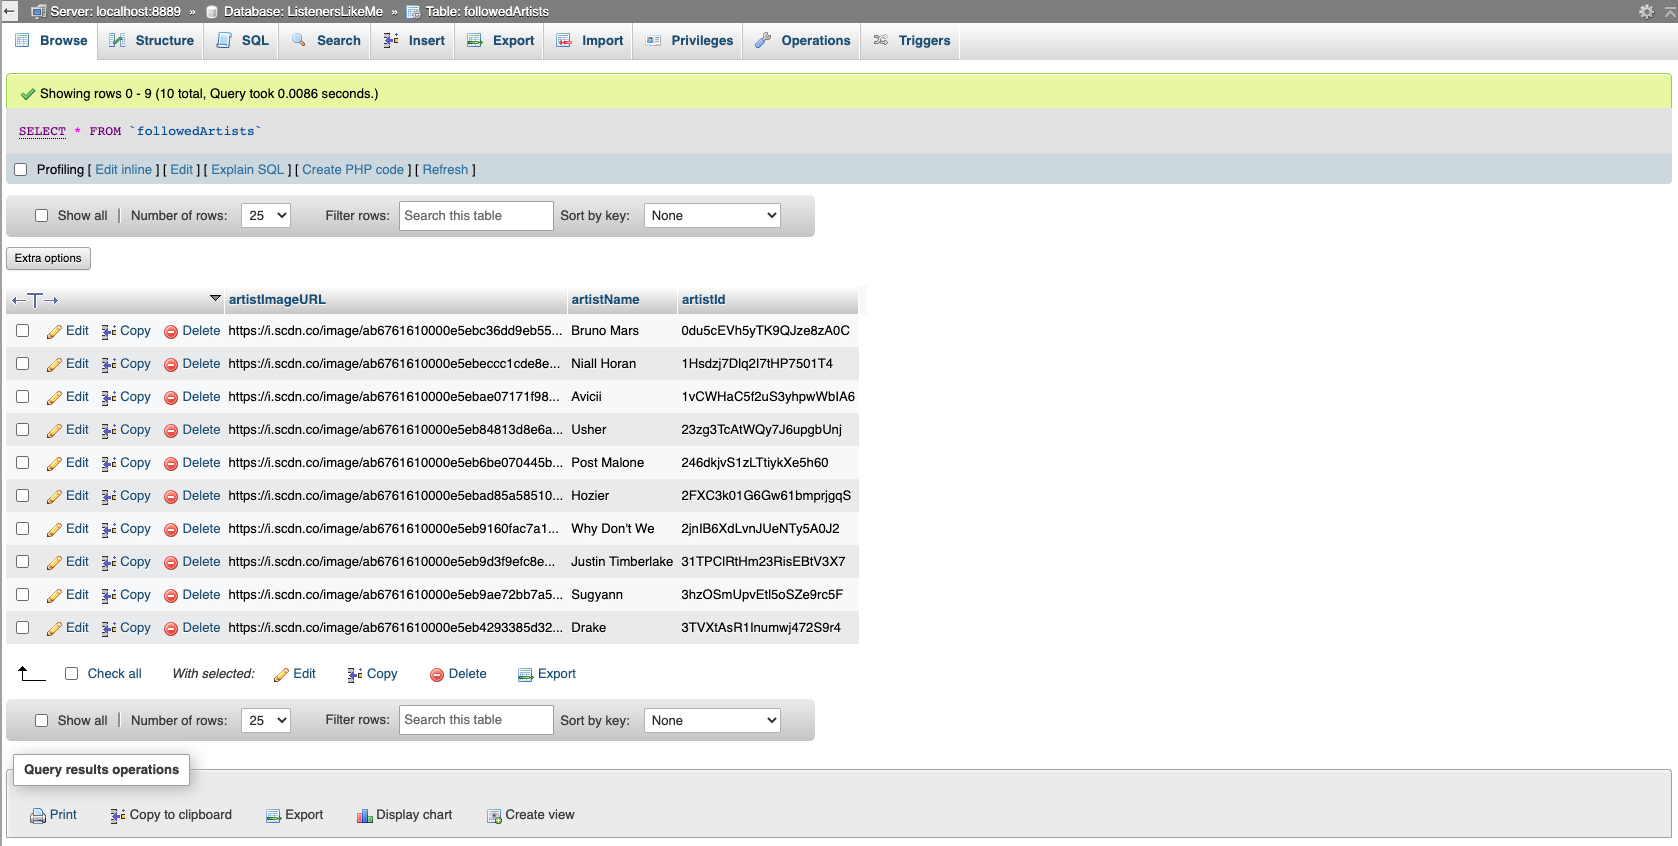 Server: localhost:8889 » Database: ListenersLikeMe » Table: followedArtists
Browse Structure SQL Search Insert Export Import Privileges Operations Triggers
Showing rows 0 - 9 (10 total, Query took 0.0086 seconds.)
SELECT * FROM `followedArtists`
Profiling [ Edit inline ] [ Edit ] [ Explain SQL ] [ Create PHP code ] [ Refresh ]
Show all | Number of rows: 25 Filter rows: Search this table Sort by key: None
Extra options
←T→ artistImageURL artistName artistId
Edit Copy Delete https://i.scdn.co/image/ab6761610000e5ebc36dd9eb55... Bruno Mars 0du5cEVh5yTK9QJze8zA0C
Edit Copy Delete https://i.scdn.co/image/ab6761610000e5ebeccc1cde8e... Niall Horan 1Hsdzj7Dlq2I7tHP7501T4
Edit Copy Delete https://i.scdn.co/image/ab6761610000e5ebae07171f98... Avicii 1vCWHaC5f2uS3yhpwWbIA6
Edit Copy Delete https://i.scdn.co/image/ab6761610000e5eb84813d8e6a... Usher 23zg3TcAtWQy7J6upgbUnj
Edit Copy Delete https://i.scdn.co/image/ab6761610000e5eb6be070445b... Post Malone 246dkjvS1zLTtiykXe5h60
Edit Copy Delete https://i.scdn.co/image/ab6761610000e5ebad85a58510... Hozier 2FXC3k01G6Gw61bmprjgqS
Edit Copy Delete https://i.scdn.co/image/ab6761610000e5eb9160fac7a1... Why Don't We 2jnIB6XdLvnJUeNTy5A0J2
Edit Copy Delete https://i.scdn.co/image/ab6761610000e5eb9d3f9efc8e... Justin Timberlake 31TPClRtHm23RisEBtV3X7
Edit Copy Delete https://i.scdn.co/image/ab6761610000e5eb9ae72bb7a5... Sugyann 3hzOSmUpvEtl5oSZe9rc5F
Edit Copy Delete https://i.scdn.co/image/ab6761610000e5eb4293385d32... Drake 3TVXtAsR1Inumwj472S9r4
Check all With selected: Edit Copy Delete Export
Show all | Number of rows: 25 Filter rows: Search this table Sort by key: None
Query results operations
Print Copy to clipboard Export Display chart Create view